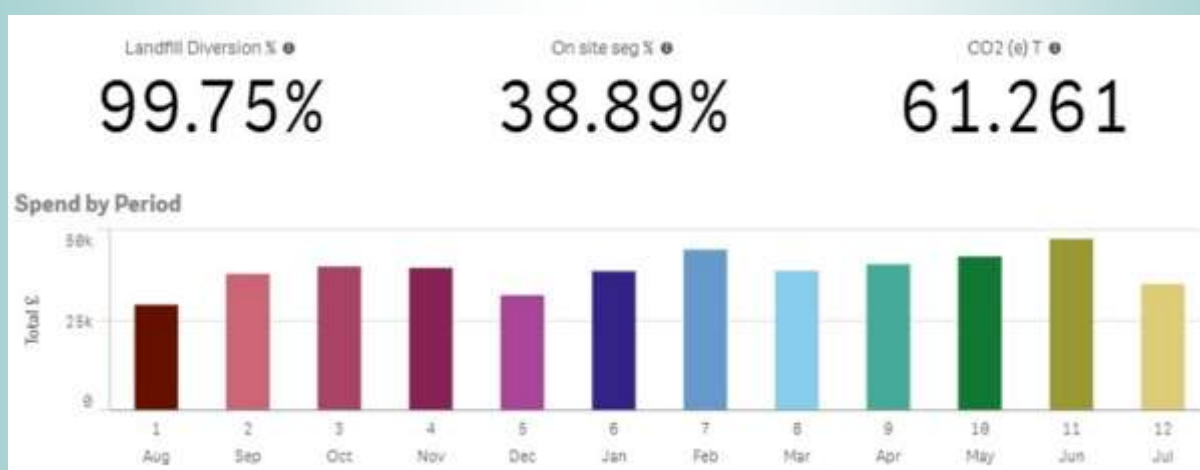 Landfill Diversion %
On site seg %
CO2 (e) T
99.75%
38.89%
61.261
Spend by Period
Total £
50k
25k
0
1 2 3 4 5 6 7 8 9 10 11 12
Aug Sep Oct Nov Dec Jan Feb Mar Apr May Jun Jul